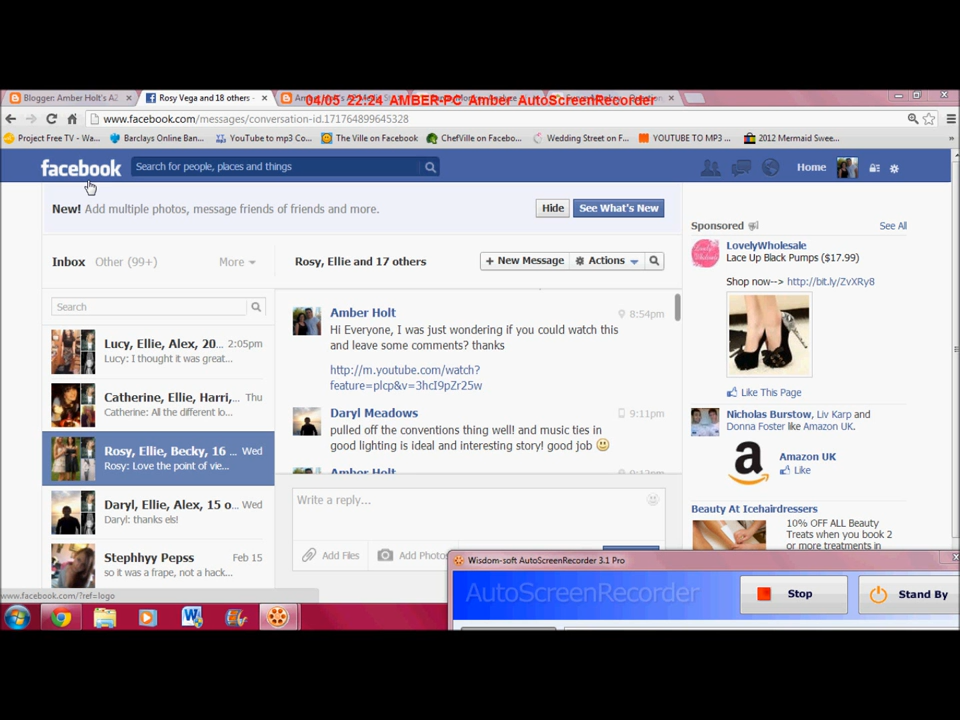 Blogger: Amber Holt's A2
Rosy Vega and 18 others -
04/05 22:24 AMBER-PC Amber AutoScreenRecorder
www.facebook.com/messages/conversation-id.171764899645328
Project Free TV - Wa...
Barclays Online Ban...
YouTube to mp3 Co...
The Ville on Facebook
ChefVille on Facebo...
Wedding Street on F...
YOUTUBE TO MP3 ...
2012 Mermaid Swee...
facebook
Search for people, places and things
Home
New! Add multiple photos, message friends of friends and more.
Hide
See What's New
Inbox
Other (99+)
More
Rosy, Ellie and 17 others
+ New Message
Actions
Search
Lucy, Ellie, Alex, 20...
2:05pm
Lucy: I thought it was great...
Catherine, Ellie, Harri,...
Thu
Catherine: All the different lo...
Rosy, Ellie, Becky, 16 ...
Wed
Rosy: Love the point of vie...
Daryl, Ellie, Alex, 15 o...
Wed
Daryl: thanks els!
Stephhyy Pepss
Feb 15
so it was a frape, not a hack...
Amber Holt
8:54pm
Hi Everyone, I was just wondering if you could watch this
and leave some comments? thanks
http://m.youtube.com/watch?
feature=plcp&v=3hcI9pZr25w
Daryl Meadows
9:11pm
pulled off the conventions thing well! and music ties in
good lighting is ideal and interesting story! good job
Amber Holt
9:12pm
Write a reply...
Add Files
Add Photos
Sponsored
See All
LovelyWholesale
Lace Up Black Pumps ($17.99)
Shop now--> http://bit.ly/ZvXRy8
Like This Page
Nicholas Burstow, Liv Karp and
Donna Foster like Amazon UK.
Amazon UK
Like
Beauty At Icehairdressers
10% OFF ALL Beauty
Treats when you book 2
or more treatments in
www.facebook.com/?ref=logo
Wisdom-soft AutoScreenRecorder 3.1 Pro
AutoScreenRecorder
Stop
Stand By